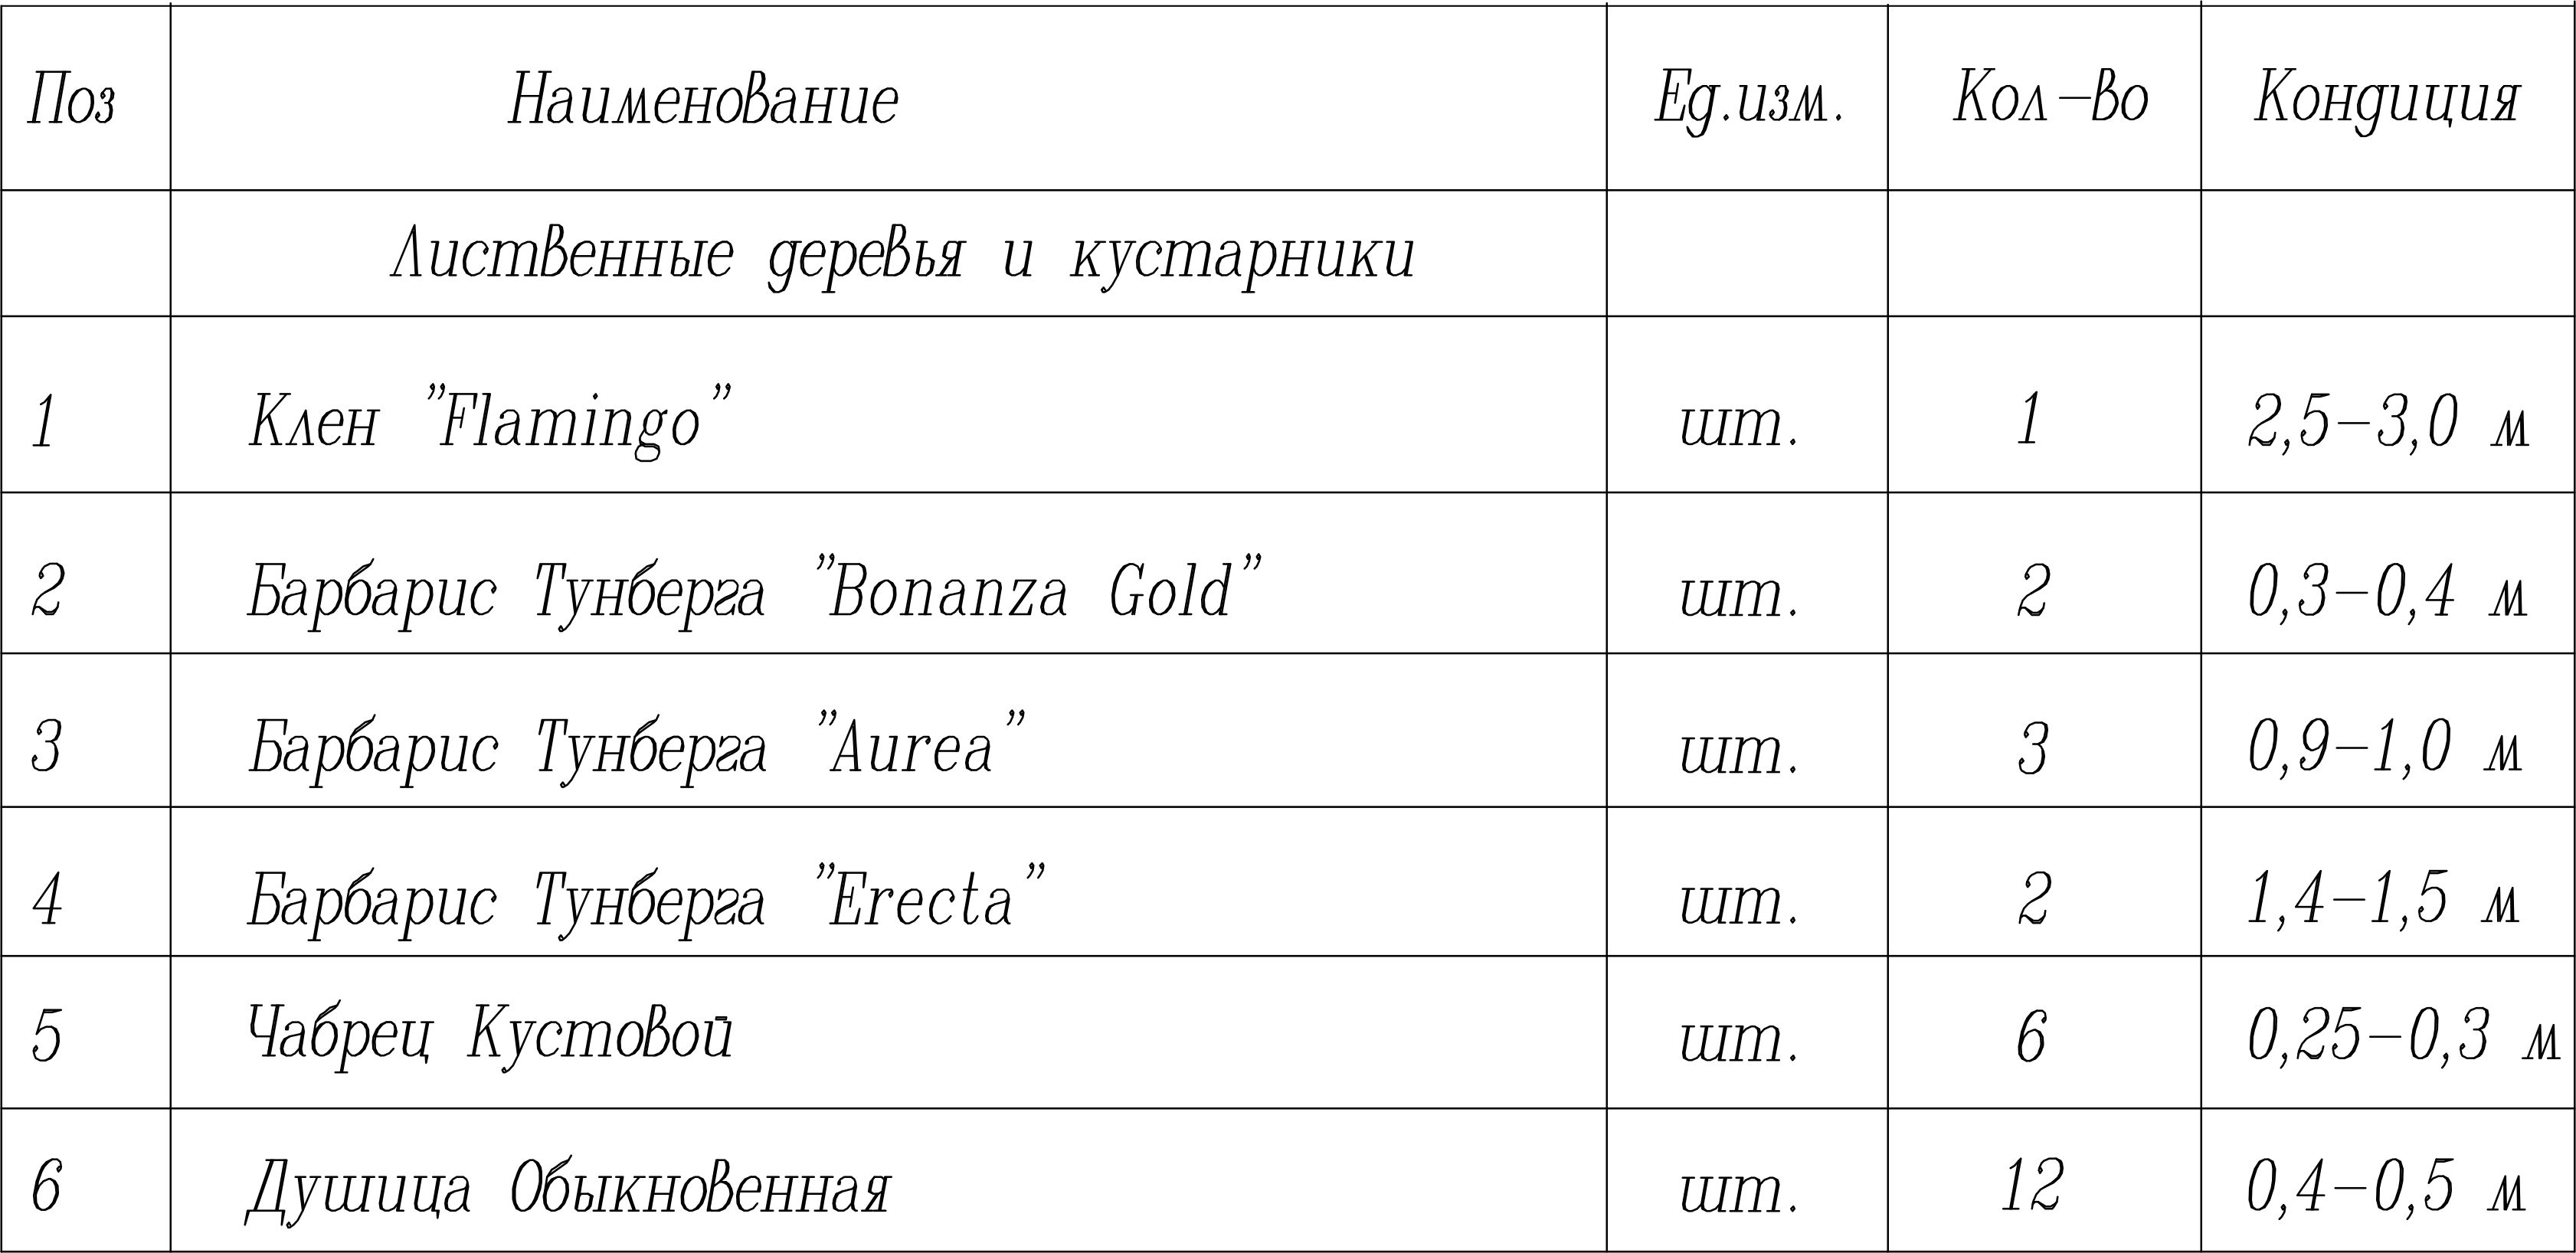 Поз Наименование Ед.изм. Кол-во Кондиция
Лиственные деревья и кустарники
1 Клен "Flamingo" шт. 1 2,5-3,0 м
2 Барбарис Тунберга "Bonanza Gold" шт. 2 0,3-0,4 м
3 Барбарис Тунберга "Aurea" шт. 3 0,9-1,0 м
4 Барбарис Тунберга "Erecta" шт. 2 1,4-1,5 м
5 Чабрец Кустовой шт. 6 0,25-0,3 м
6 Душица Обыкновенная шт. 12 0,4-0,5 м